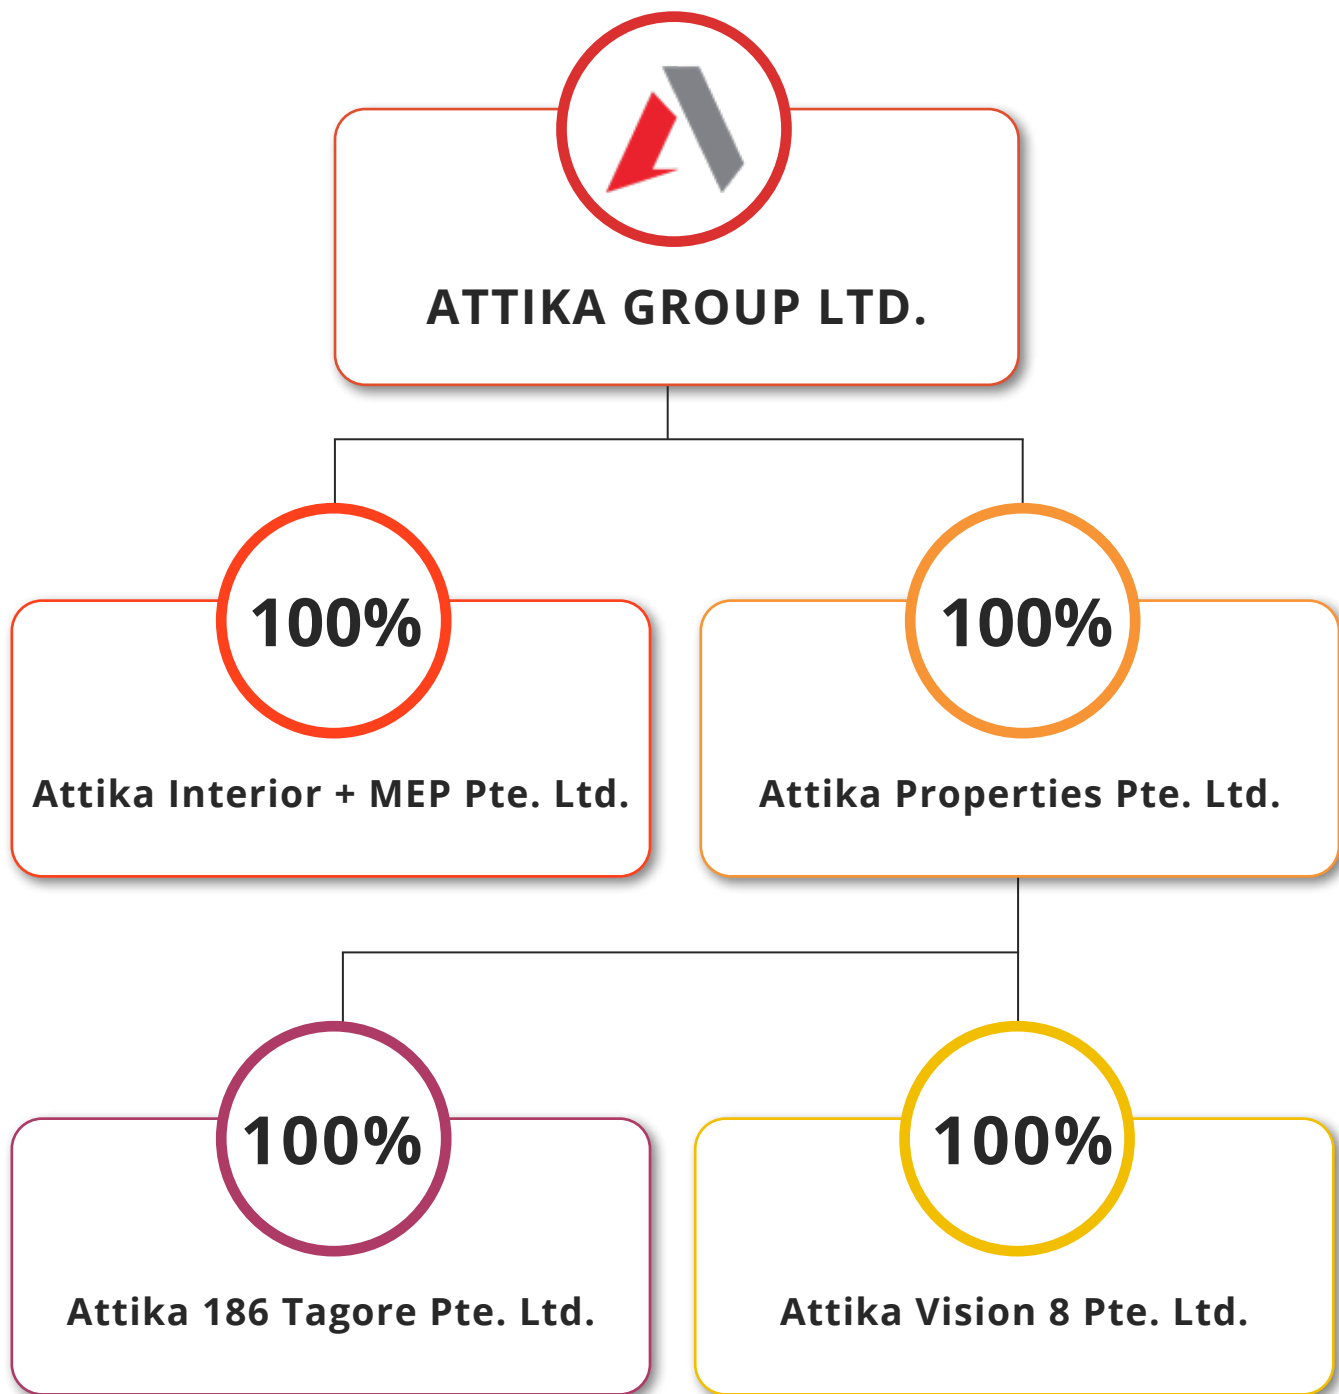 ATTIKA GROUP LTD.
100%
100%
Attika Interior + MEP Pte. Ltd.
Attika Properties Pte. Ltd.
100%
100%
Attika 186 Tagore Pte. Ltd.
Attika Vision 8 Pte. Ltd.